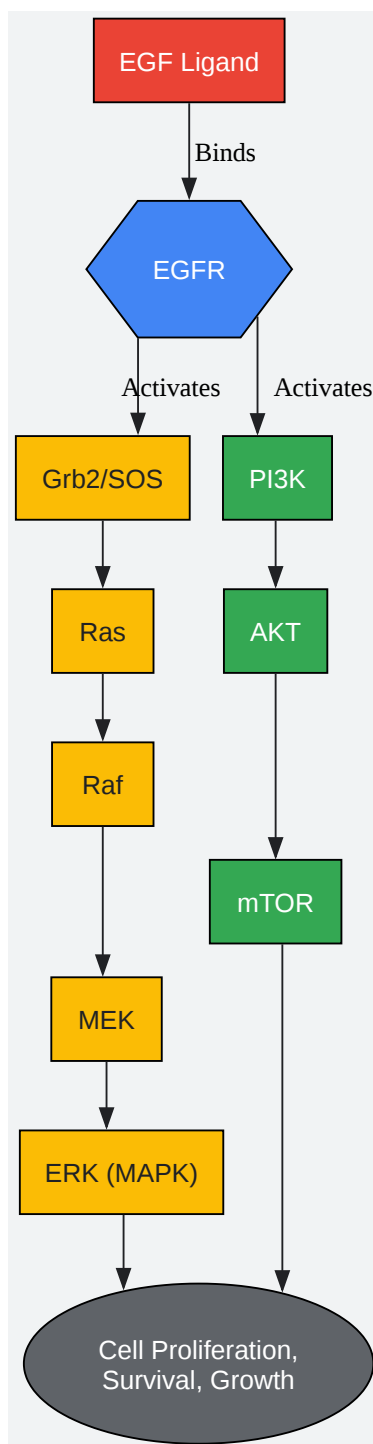 EGF Ligand
Binds
EGFR
Activates
Activates
Grb2/SOS
PI3K
Ras
AKT
Raf
mTOR
MEK
ERK (MAPK)
Cell Proliferation,
Survival, Growth